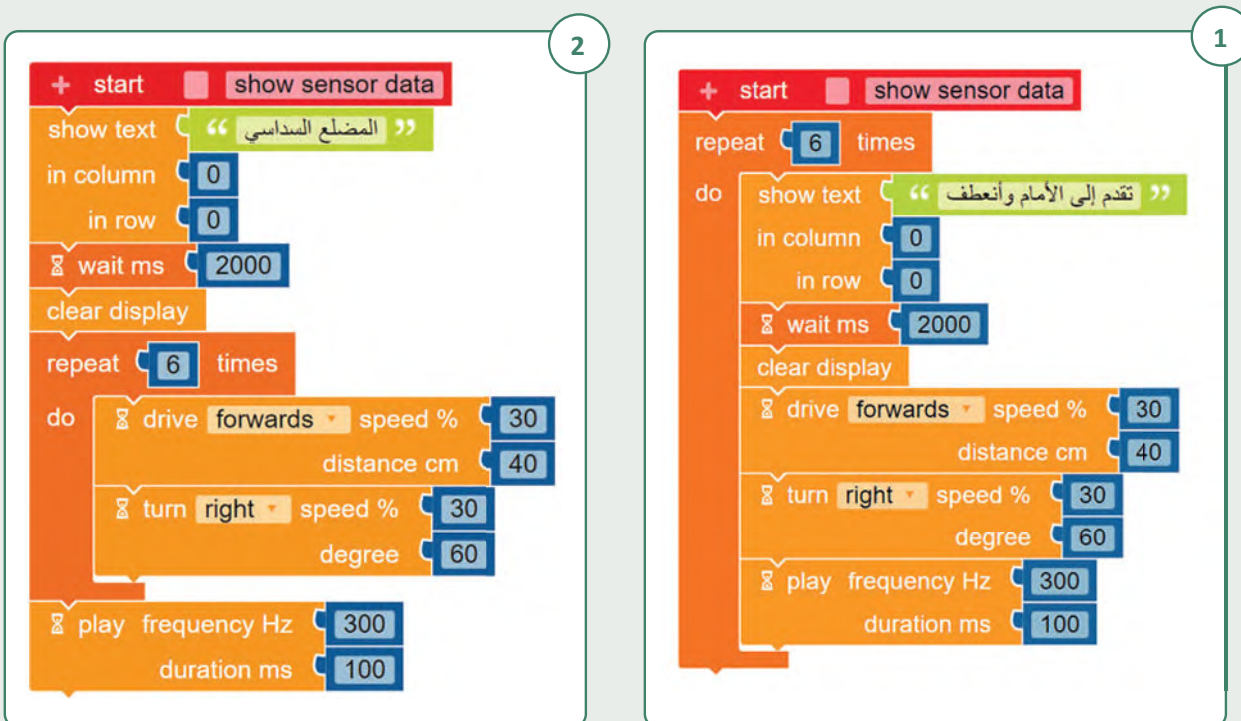 1
+ start show sensor data
repeat 6 times
do show text “ تقدم إلى الأمام وأنعطف ”
in column 0
in row 0
wait ms 2000
clear display
drive forwards speed % 30
distance cm 40
turn right speed % 30
degree 60
play frequency Hz 300
duration ms 100
2
+ start show sensor data
show text “ المضلع السداسي ”
in column 0
in row 0
wait ms 2000
clear display
repeat 6 times
do drive forwards speed % 30
distance cm 40
turn right speed % 30
degree 60
play frequency Hz 300
duration ms 100